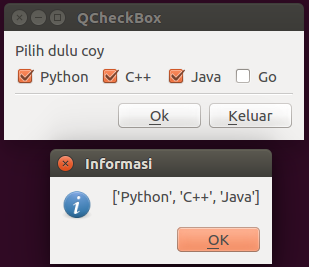 QCheckBox
Pilih dulu coy
Python C++ Java Go
Ok Keluar
Informasi
['Python', 'C++', 'Java']
OK